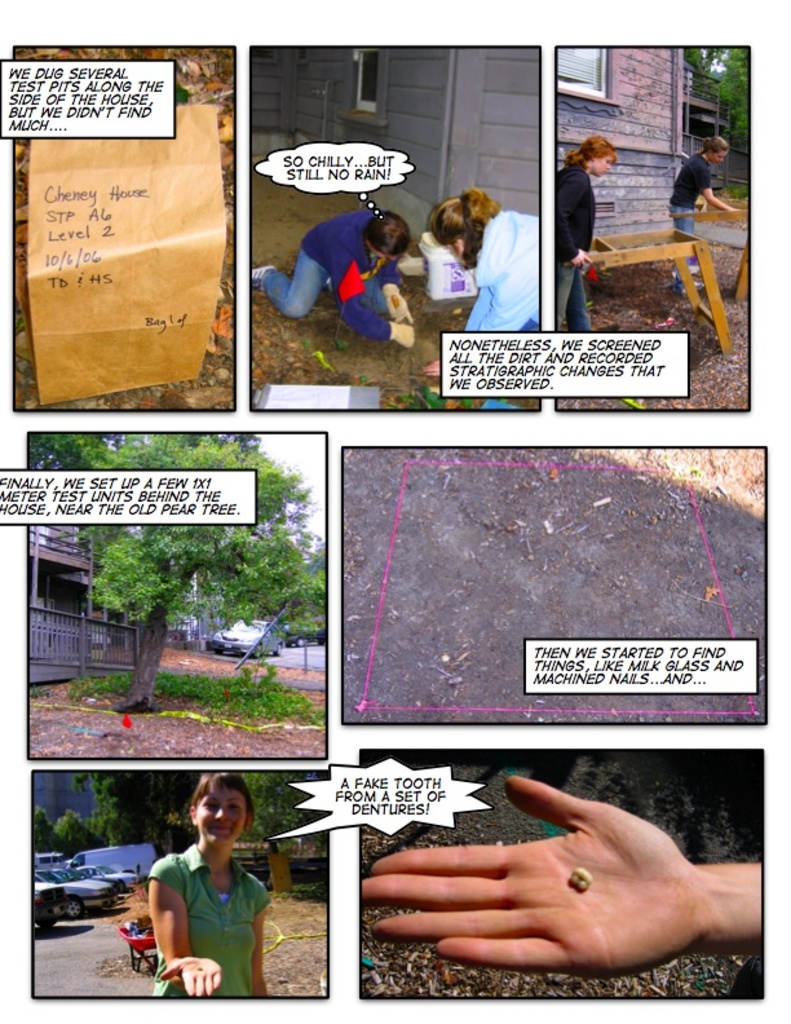 WE DUG SEVERAL
TEST PITS ALONG THE
SIDE OF THE HOUSE,
BUT WE DIDN'T FIND
MUCH....
Cheney House
STP A6
Level 2
10/6/06
TD & HS
Bag 1 of
SO CHILLY...BUT
STILL NO RAIN!
NONETHELESS, WE SCREENED
ALL THE DIRT AND RECORDED
STRATIGRAPHIC CHANGES THAT
WE OBSERVED.
FINALLY, WE SET UP A FEW 1X1
METER TEST UNITS BEHIND THE
HOUSE, NEAR THE OLD PEAR TREE.
THEN WE STARTED TO FIND
THINGS, LIKE MILK GLASS AND
MACHINED NAILS...AND...
A FAKE TOOTH
FROM A SET OF
DENTURES!